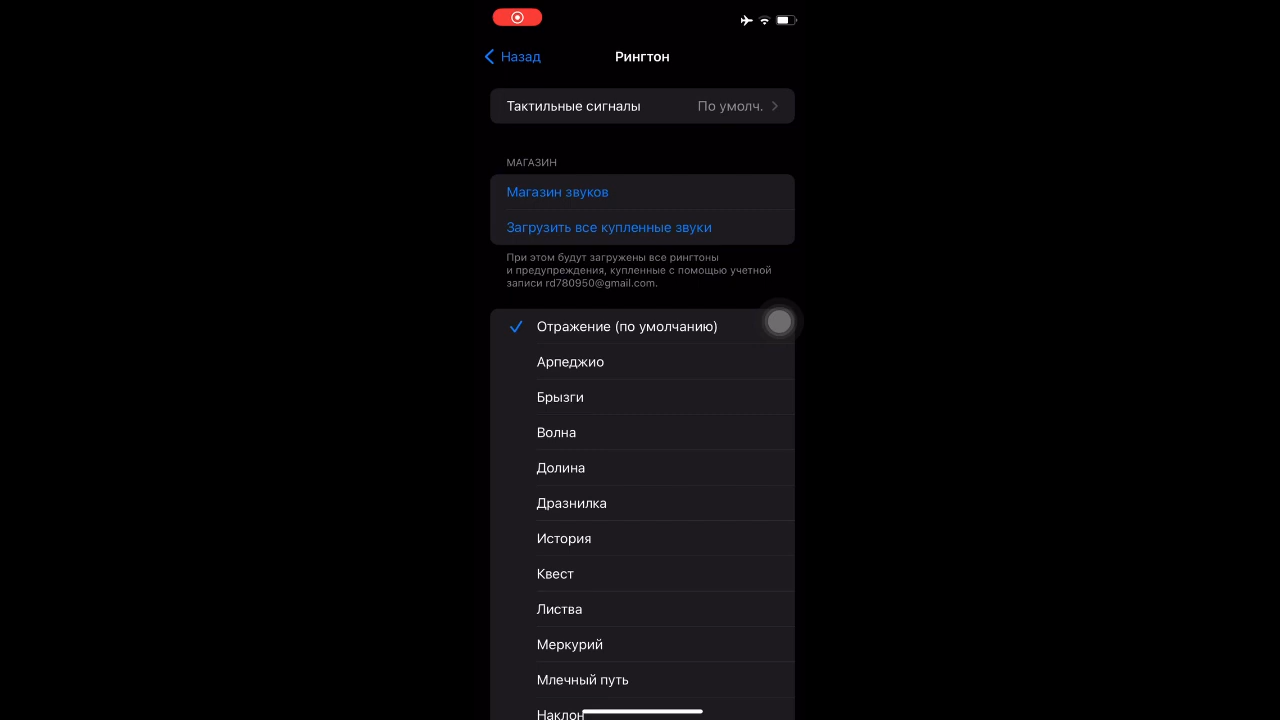 Назад
Рингтон
Тактильные сигналы
По умолч.
МАГАЗИН
Магазин звуков
Загрузить все купленные звуки
При этом будут загружены все рингтоны
и предупреждения, купленные с помощью учетной
записи rd780950@gmail.com.
Отражение (по умолчанию)
Арпеджио
Брызги
Волна
Долина
Дразнилка
История
Квест
Листва
Меркурий
Млечный путь
Наклон